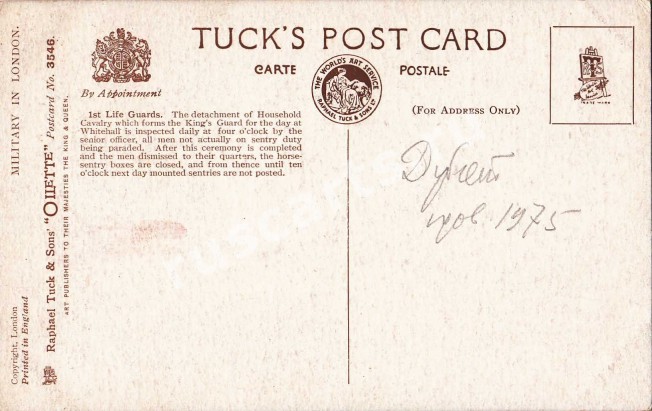 TUCK'S POST CARD
CARTE POSTALE
By Appointment
THE WORLD'S ART SERVICE
RAPHAEL TUCK & SONS LD
(FOR ADDRESS ONLY)
TRADE MARK
1st Life Guards. The detachment of Household
Cavalry which forms the King's Guard for the day at
Whitehall is inspected daily at four o'clock by the
senior officer, all men not actually on sentry duty
being paraded. After this ceremony is completed
and the men dismissed to their quarters, the horse-
sentry boxes are closed, and from thence until ten
o'clock next day mounted sentries are not posted.
1975
MILITARY IN LONDON.
Raphael Tuck & Sons' "OILETTE" Postcard No. 3546.
ART PUBLISHERS TO THEIR MAJESTIES THE KING & QUEEN.
Copyright, London
Printed in England